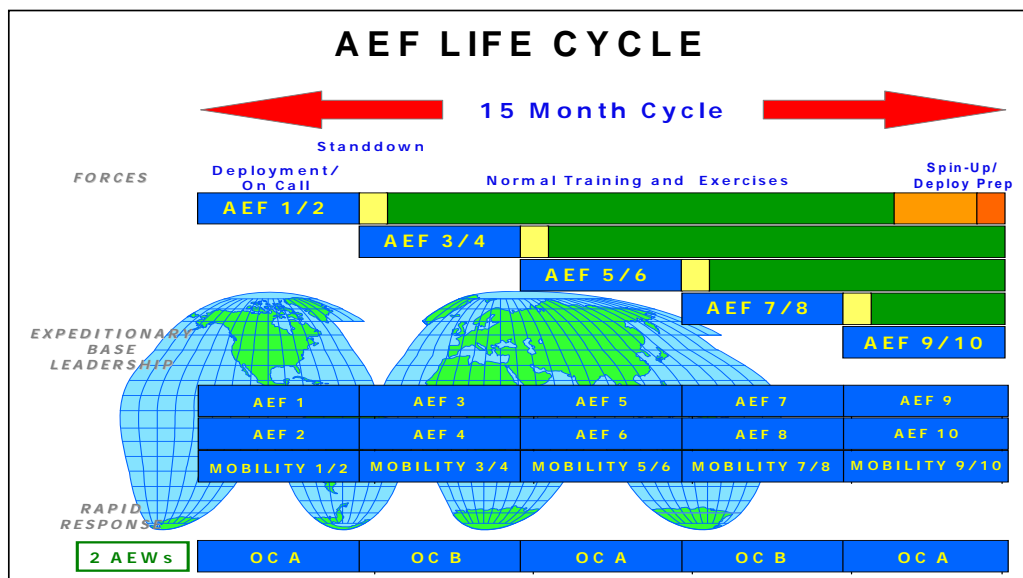 AEF LIFE CYCLE
15 Month Cycle
Standdown
FORCES
Deployment/
On Call
Normal Training and Exercises
Spin-Up/
Deploy Prep
AEF 1/2
AEF 3/4
AEF 5/6
AEF 7/8
AEF 9/10
EXPEDITIONARY
BASE
LEADERSHIP
AEF 1 AEF 3 AEF 5 AEF 7 AEF 9
AEF 2 AEF 4 AEF 6 AEF 8 AEF 10
MOBILITY 1/2 MOBILITY 3/4 MOBILITY 5/6 MOBILITY 7/8 MOBILITY 9/10
RAPID
RESPONSE
2 AEWs OC A OC B OC A OC B OC A